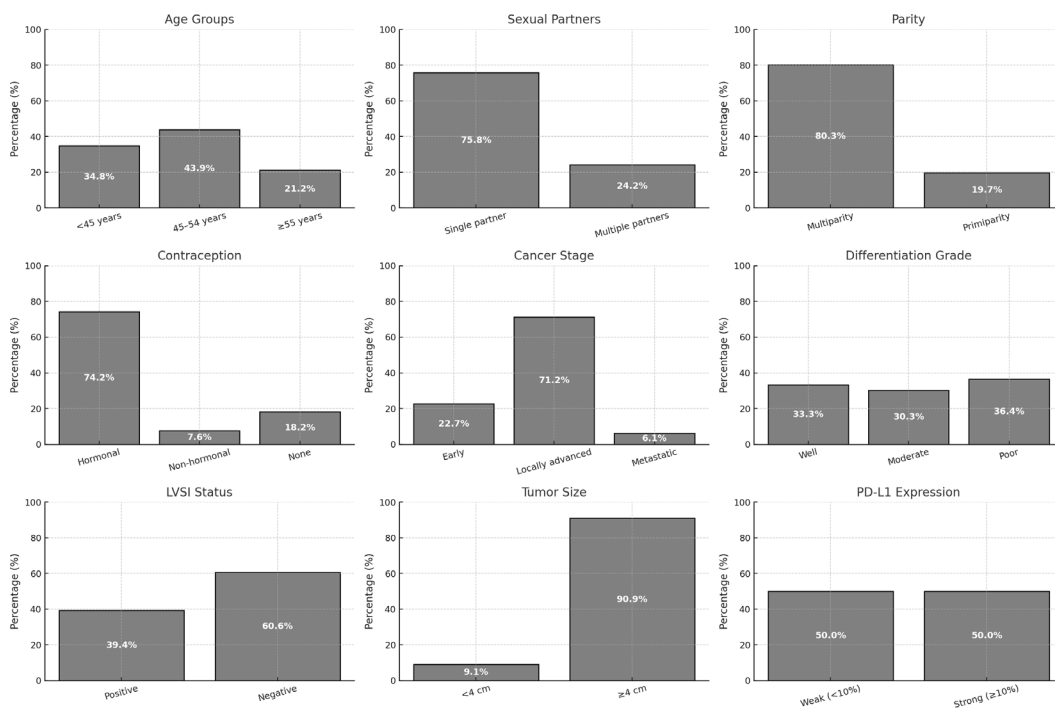 Age Groups
Percentage (%)
100
80
60
40
20
0
34.8%
43.9%
21.2%
<45 years
45–54 years
≥55 years
Sexual Partners
Percentage (%)
100
80
60
40
20
0
75.8%
24.2%
Single partner
Multiple partners
Parity
Percentage (%)
100
80
60
40
20
0
80.3%
19.7%
Multiparity
Primiparity
Contraception
Percentage (%)
100
80
60
40
20
0
74.2%
7.6%
18.2%
Hormonal
Non-hormonal
None
Cancer Stage
Percentage (%)
100
80
60
40
20
0
22.7%
71.2%
6.1%
Early
Locally advanced
Metastatic
Differentiation Grade
Percentage (%)
100
80
60
40
20
0
33.3%
30.3%
36.4%
Well
Moderate
Poor
LVSI Status
Percentage (%)
100
80
60
40
20
0
39.4%
60.6%
Positive
Negative
Tumor Size
Percentage (%)
100
80
60
40
20
0
9.1%
90.9%
<4 cm
≥4 cm
PD-L1 Expression
Percentage (%)
100
80
60
40
20
0
50.0%
50.0%
Weak (<10%)
Strong (≥10%)